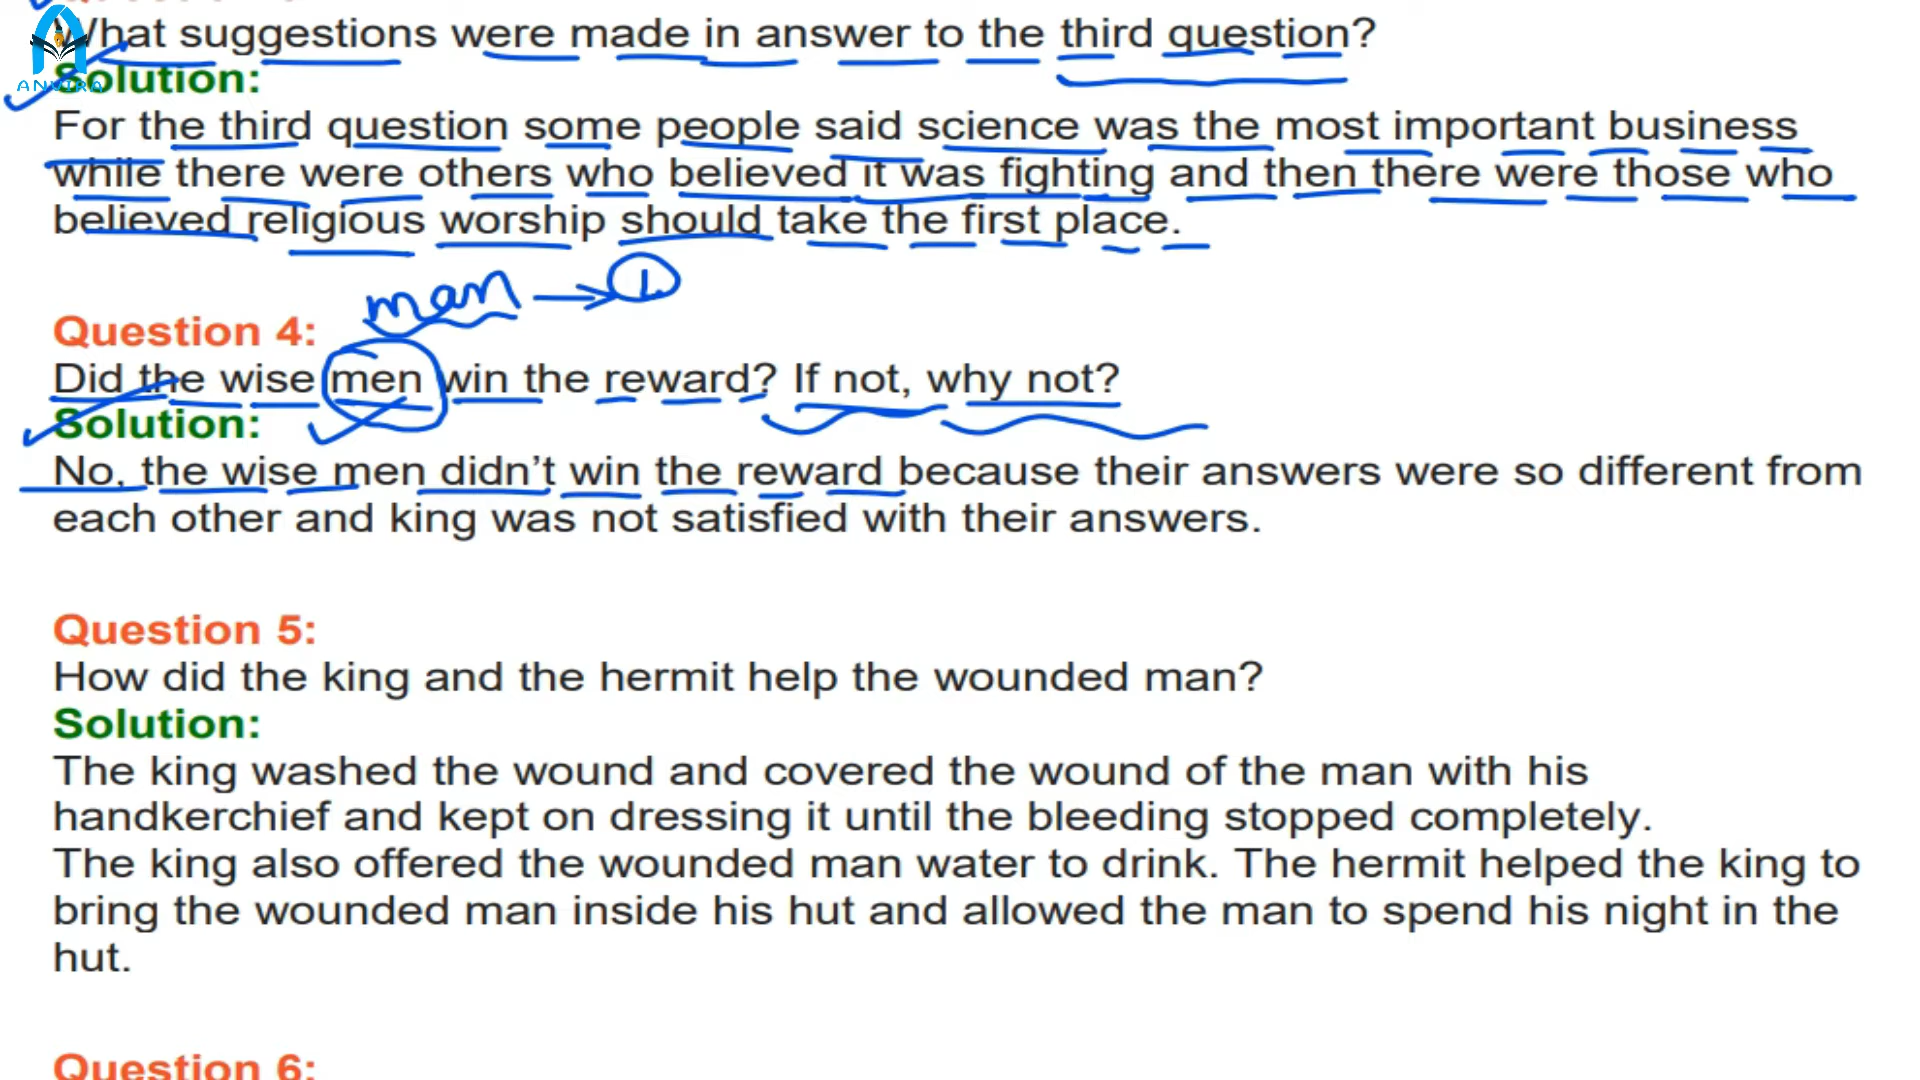 What suggestions were made in answer to the third question?
Solution:
ANVIRA
For the third question some people said science was the most important business
while there were others who believed it was fighting and then there were those who
believed religious worship should take the first place.
man → 1.
Question 4:
Did the wise men win the reward? If not, why not?
Solution:
No, the wise men didn't win the reward because their answers were so different from
each other and king was not satisfied with their answers.
Question 5:
How did the king and the hermit help the wounded man?
Solution:
The king washed the wound and covered the wound of the man with his
handkerchief and kept on dressing it until the bleeding stopped completely.
The king also offered the wounded man water to drink. The hermit helped the king to
bring the wounded man inside his hut and allowed the man to spend his night in the
hut.
Question 6: